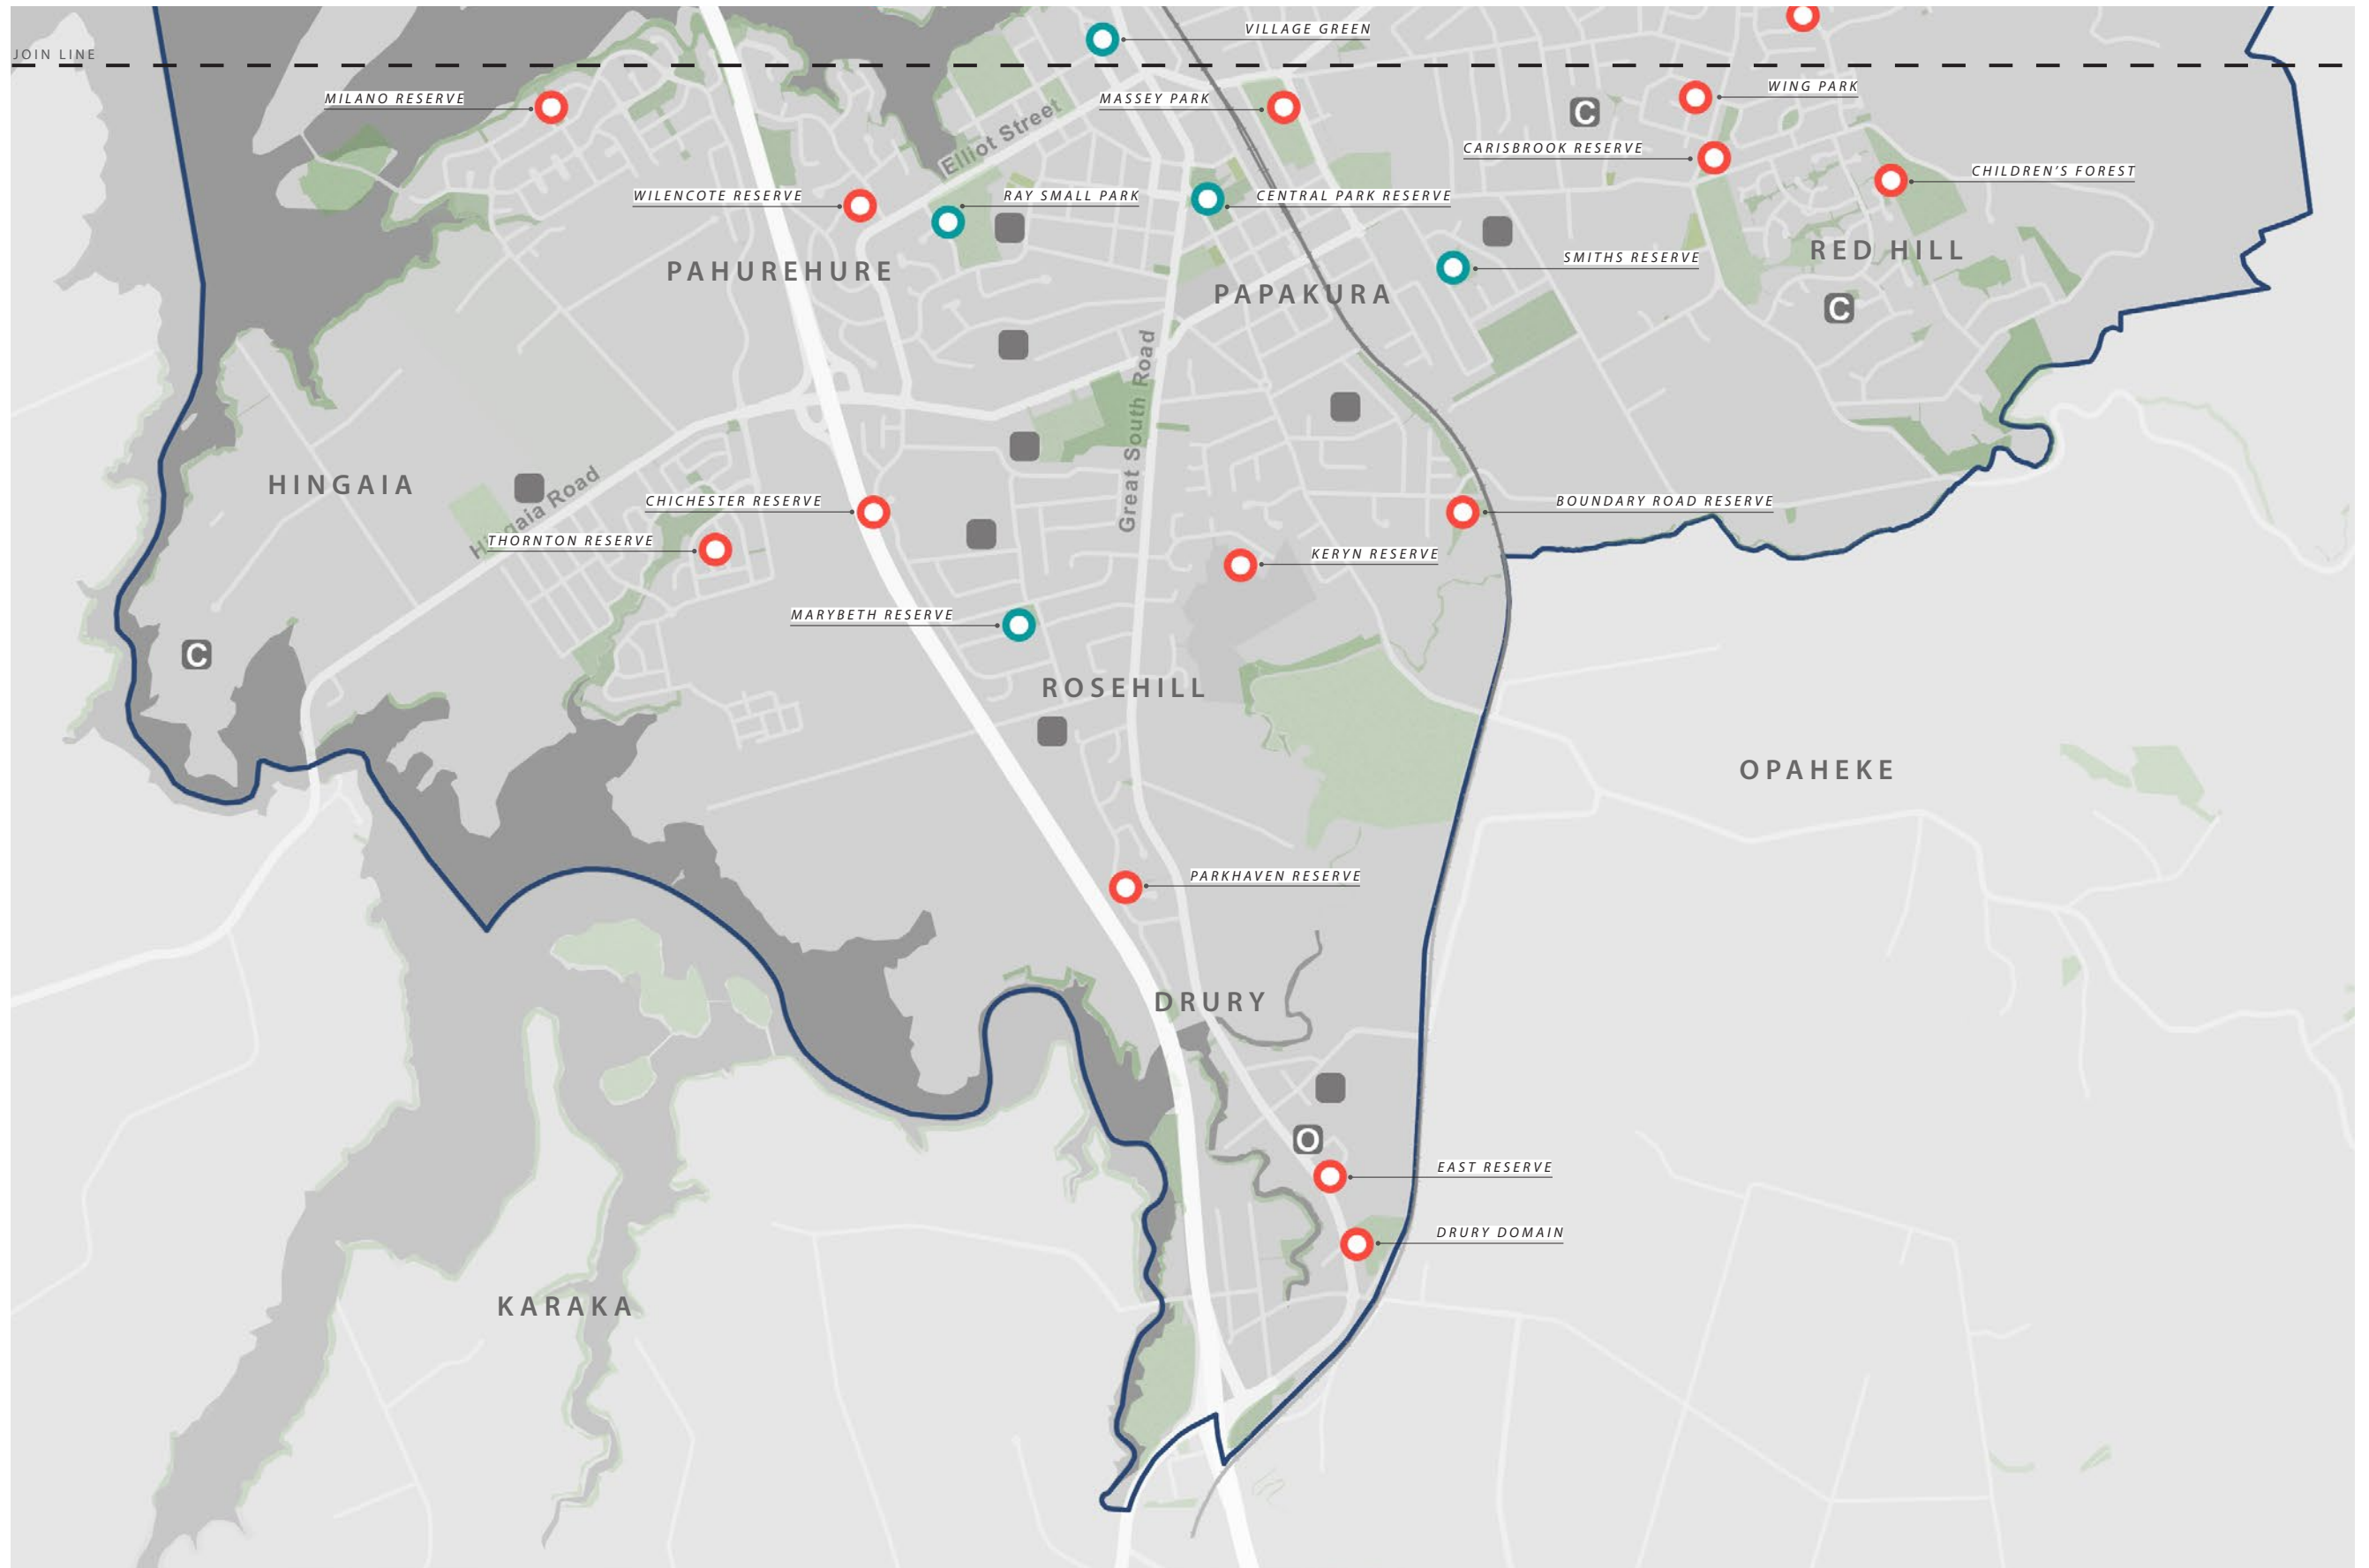 VILLAGE GREEN
JOIN LINE
MILANO RESERVE
MASSEY PARK
WING PARK
C
Elliot Street
CARISBROOK RESERVE
CHILDREN'S FOREST
WILENCOTE RESERVE
RAY SMALL PARK
CENTRAL PARK RESERVE
RED HILL
SMITHS RESERVE
PAHUREHURE
PAPAKURA
C
Great South Road
HINGAIA
Hingaia Road
CHICHESTER RESERVE
BOUNDARY ROAD RESERVE
THORNTON RESERVE
KERYN RESERVE
MARYBETH RESERVE
C
ROSEHILL
OPAHEKE
PARKHAVEN RESERVE
DRURY
O
EAST RESERVE
DRURY DOMAIN
KARAKA